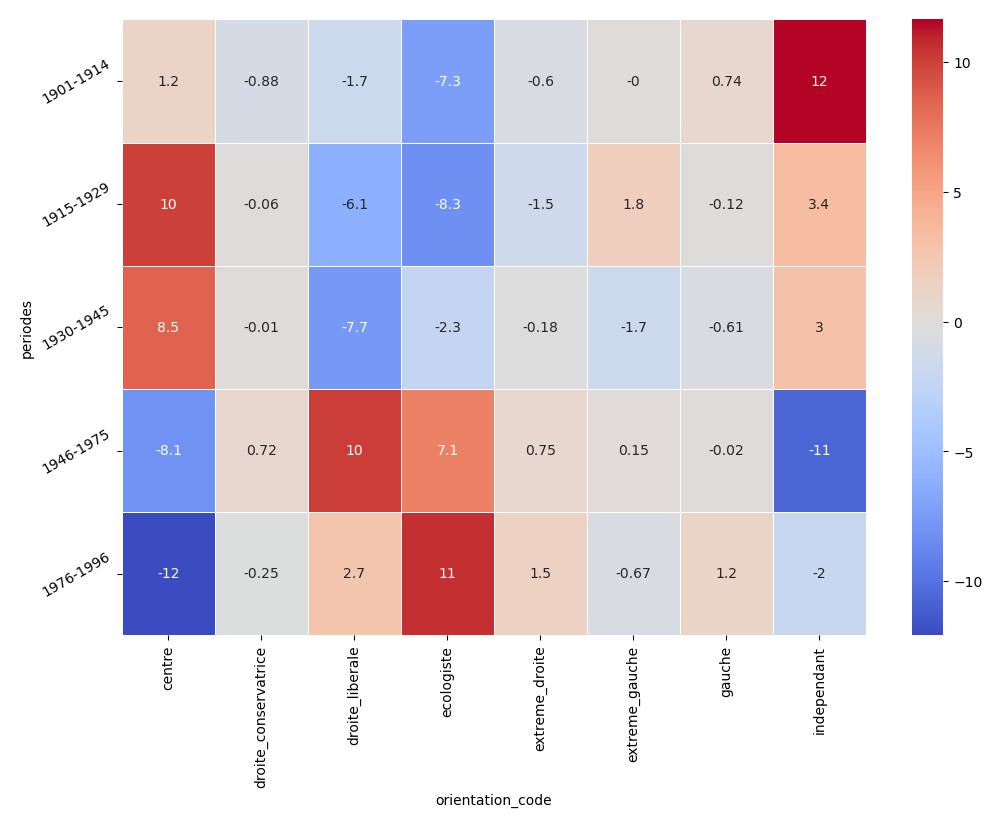 1901-1914 1.2 -0.88 -1.7 -7.3 -0.6 -0 0.74 12
1915-1929 10 -0.06 -6.1 -8.3 -1.5 1.8 -0.12 3.4
1930-1945 8.5 -0.01 -7.7 -2.3 -0.18 -1.7 -0.61 3
1946-1975 -8.1 0.72 10 7.1 0.75 0.15 -0.02 -11
1976-1996 -12 -0.25 2.7 11 1.5 -0.67 1.2 -2
periodes
centre
droite_conservatrice
droite_liberale
ecologiste
extreme_droite
extreme_gauche
gauche
independant
orientation_code
10
5
0
−5
−10